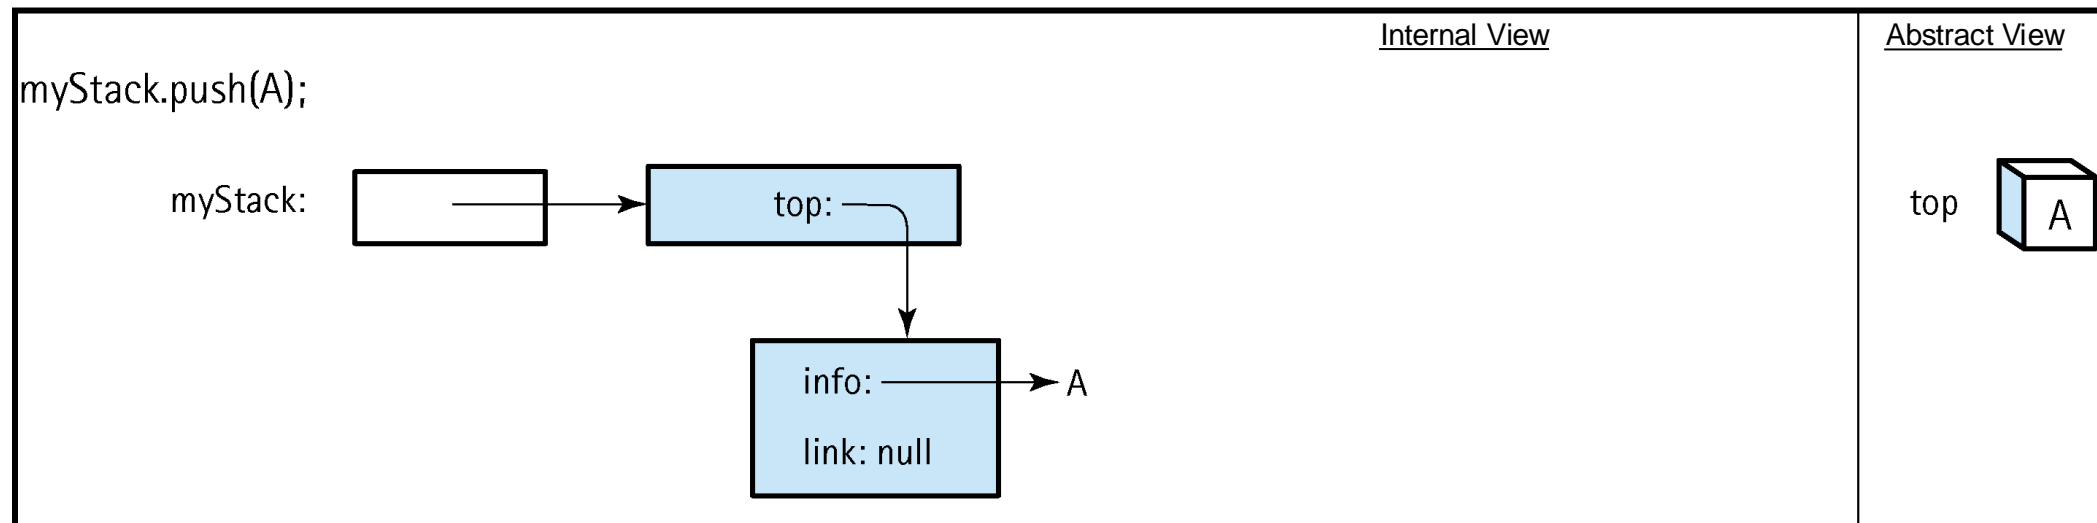 Internal View
Abstract View
myStack.push(A);
myStack:
top:
top
A
info:
A
link: null